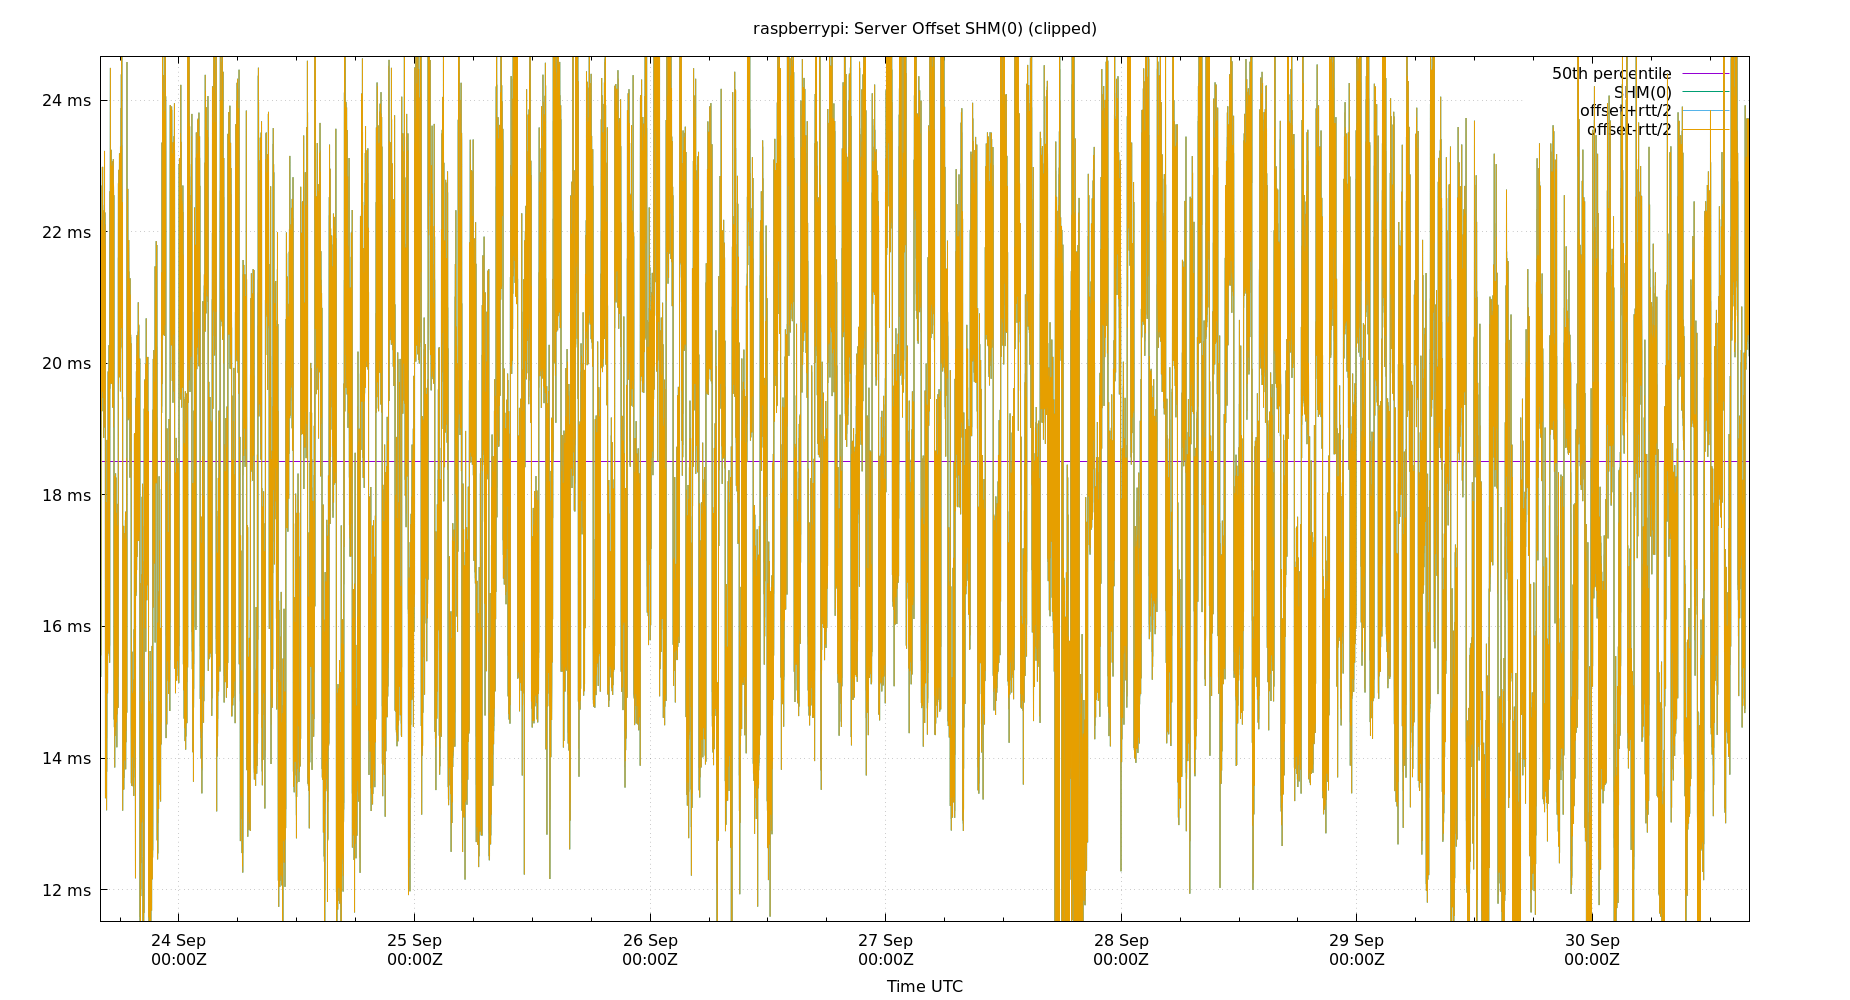 raspberrypi: Server Offset SHM(0) (clipped)
50th percentile
SHM(0)
offset+rtt/2
offset-rtt/2
24 ms
22 ms
20 ms
18 ms
16 ms
14 ms
12 ms
24 Sep 25 Sep 26 Sep 27 Sep 28 Sep 29 Sep 30 Sep
00:00Z 00:00Z 00:00Z 00:00Z 00:00Z 00:00Z 00:00Z
Time UTC